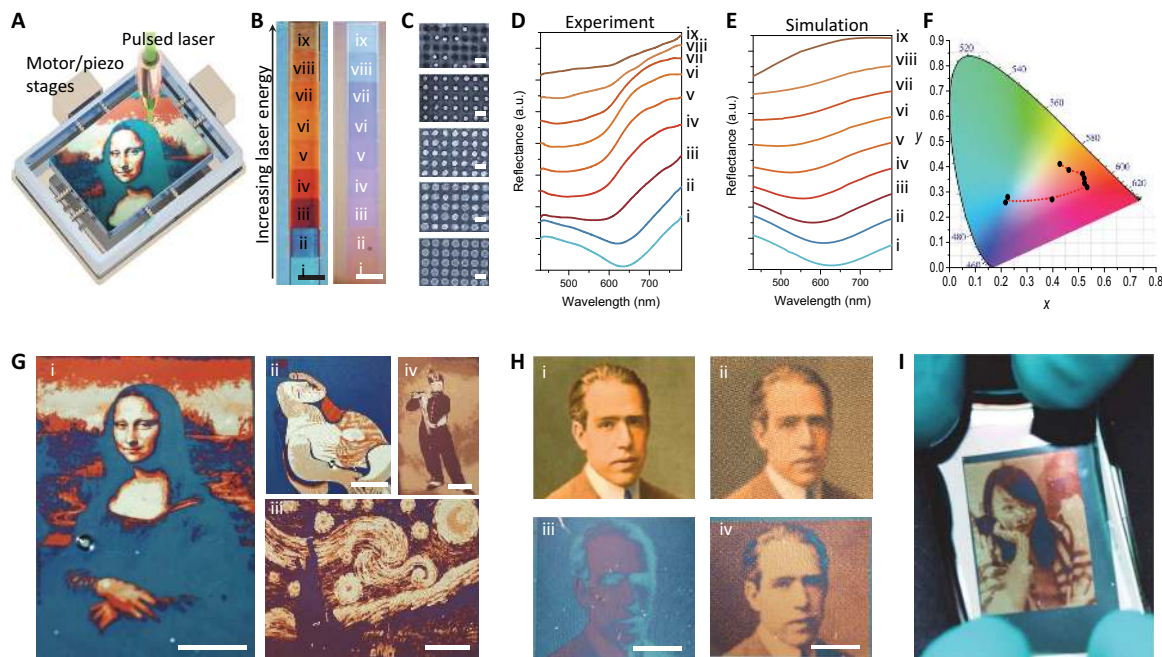 A
Pulsed laser
Motor/piezo
stages
B
Increasing laser energy
ix
viii
vii
vi
v
iv
iii
ii
i
ix
viii
vii
vi
v
iv
iii
ii
i
C
D
Experiment
Reflectance (a.u.)
ix
viii
vii
vi
v
iv
iii
ii
i
500 600 700
Wavelength (nm)
E
Simulation
Reflectance (a.u.)
ix
viii
vii
vi
v
iv
iii
ii
i
500 600 700
Wavelength (nm)
F
y
0.9
0.8
0.7
0.6
0.5
0.4
0.3
0.2
0.1
0.0
520
540
560
580
600
620
480
460
0.0 0.1 0.2 0.3 0.4 0.5 0.6 0.7 0.8
x
G
i
ii
iv
iii
H
i
ii
iii
iv
I